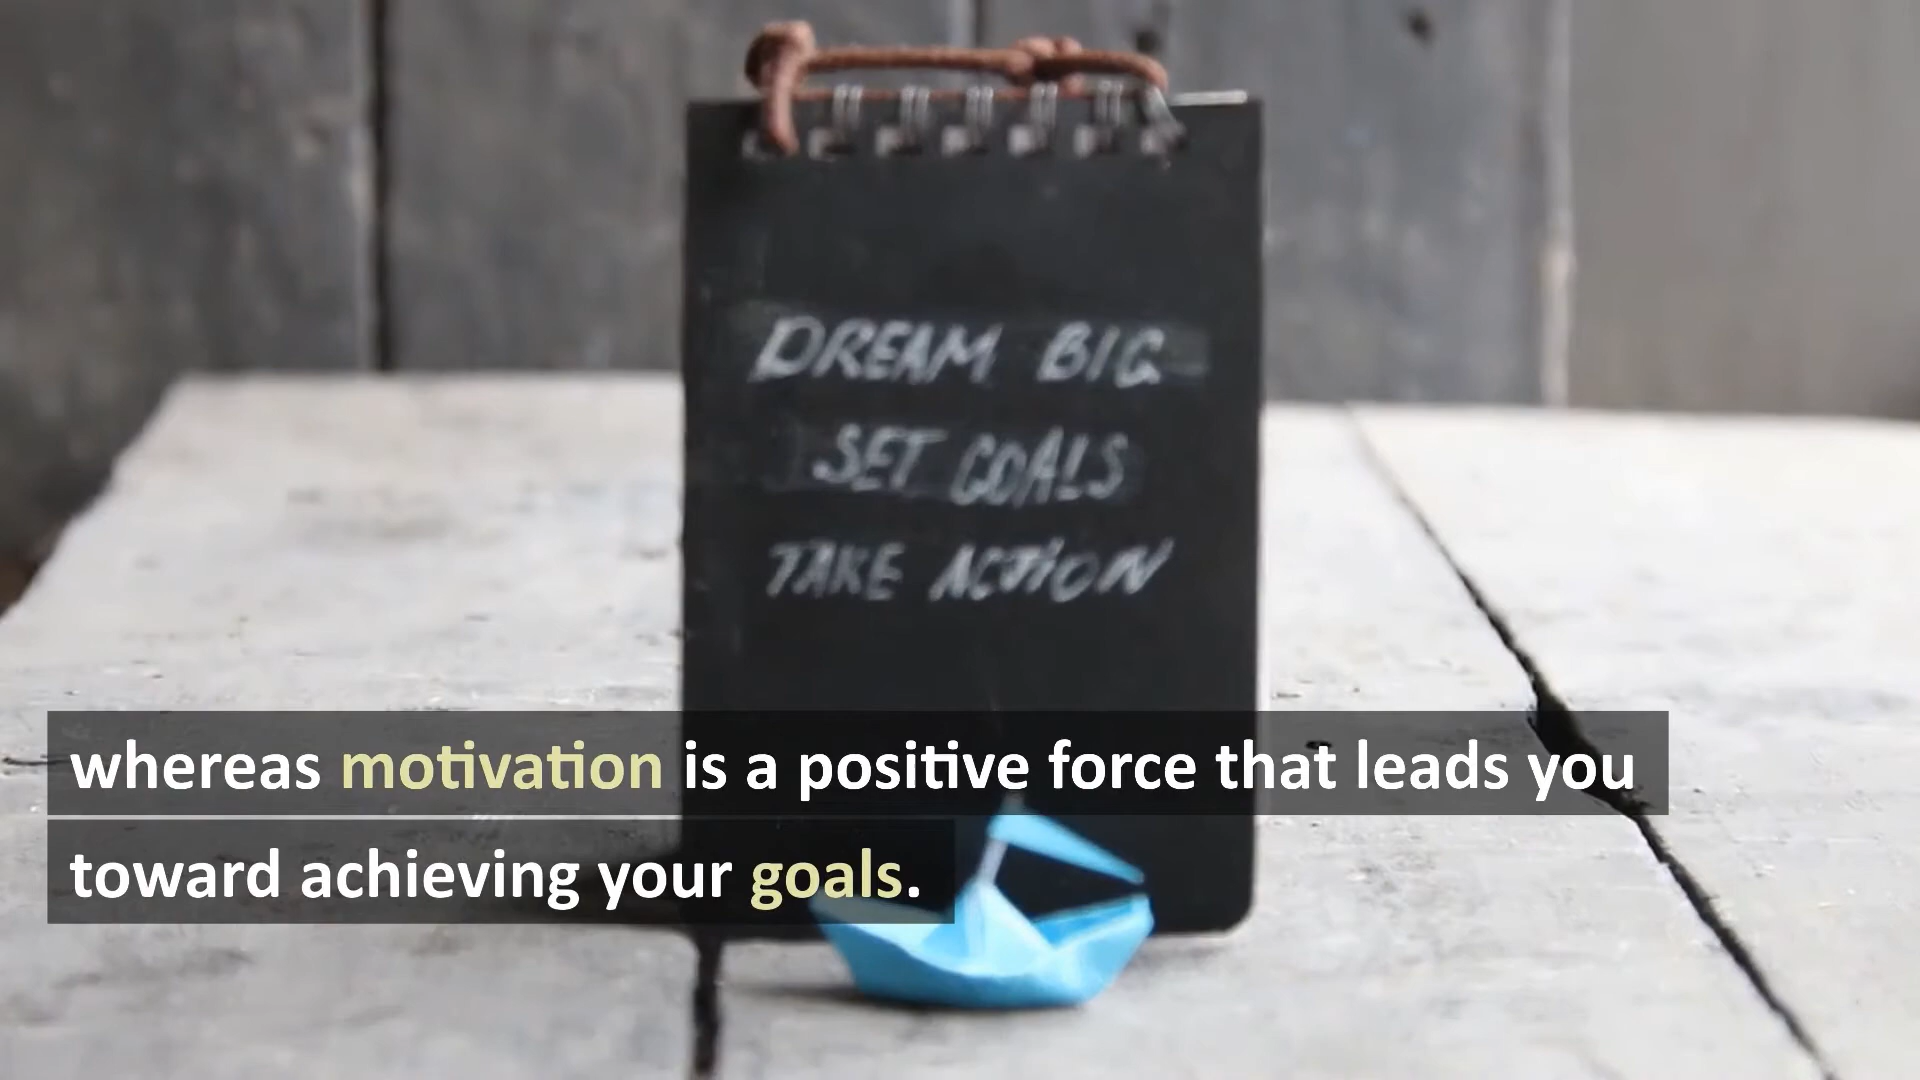 DREAM BIG
SET GOALS
TAKE ACTION
whereas motivation is a positive force that leads you
toward achieving your goals.